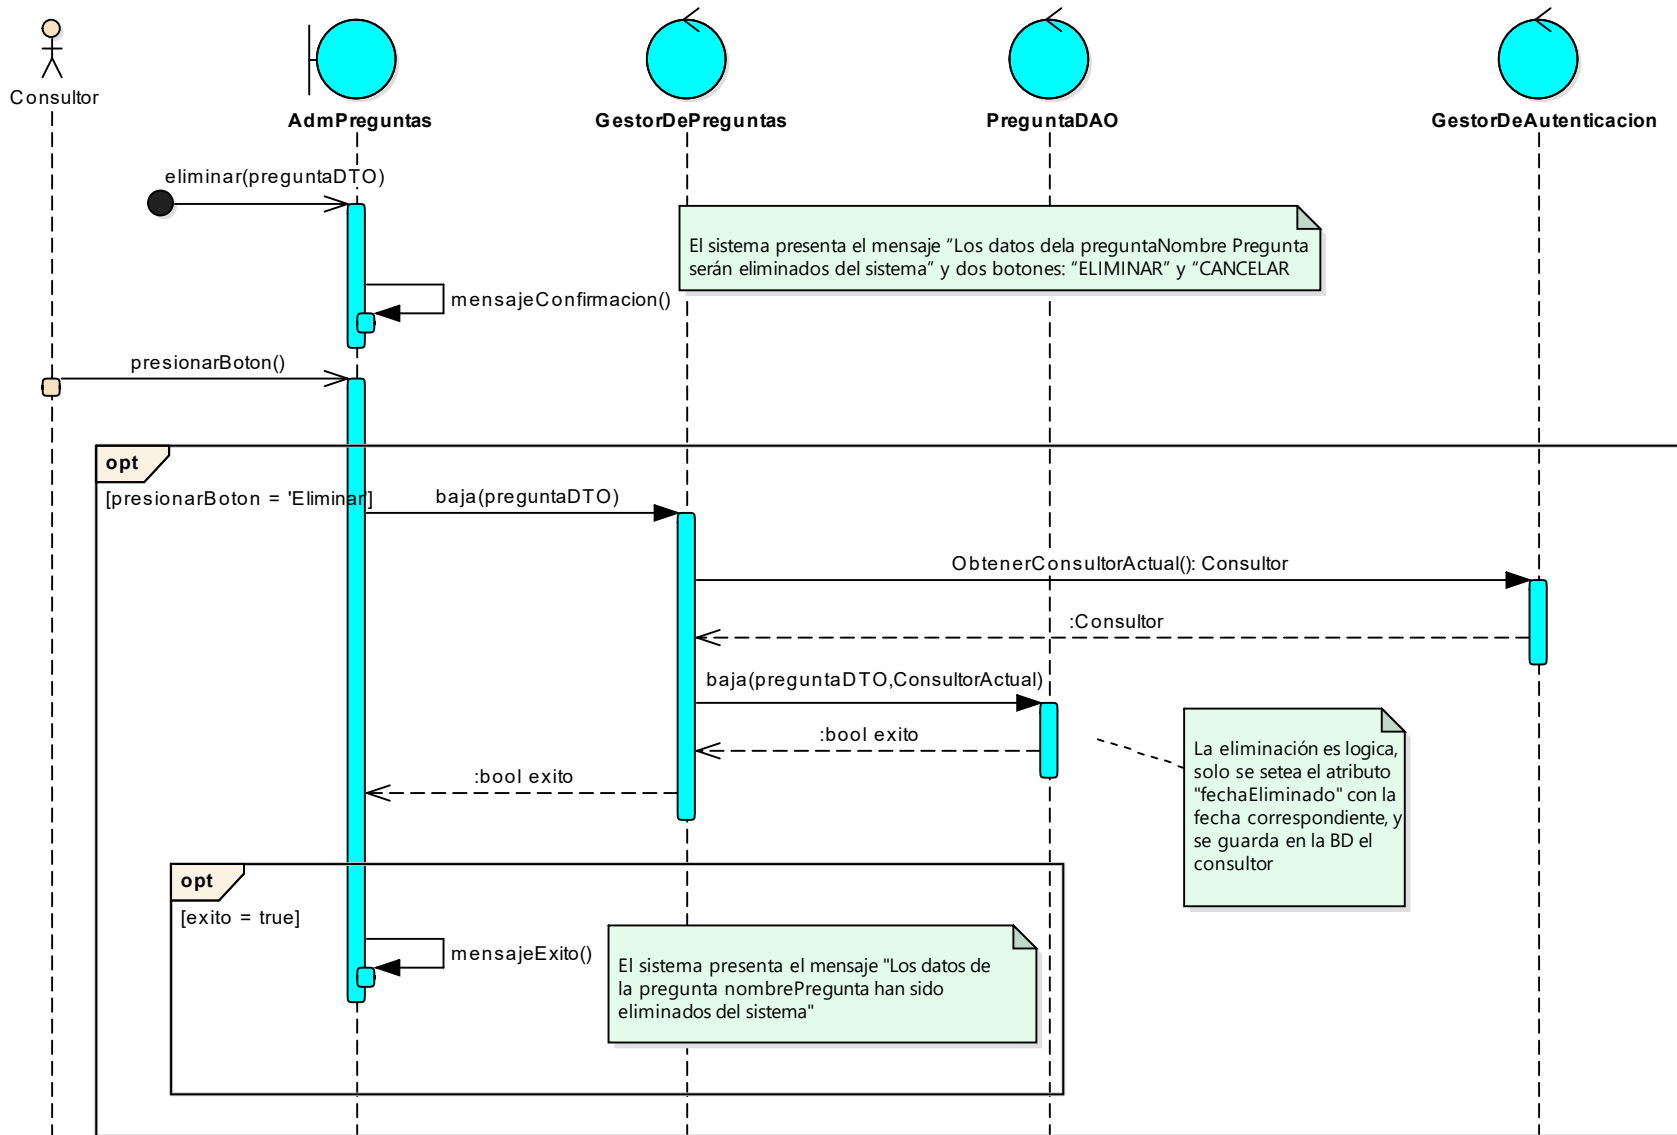 Consultor
AdmPreguntas
GestorDePreguntas
PreguntaDAO
GestorDeAutenticacion
eliminar(preguntaDTO)
El sistema presenta el mensaje “Los datos dela preguntaNombre Pregunta
serán eliminados del sistema” y dos botones: “ELIMINAR” y “CANCELAR
mensajeConfirmacion()
presionarBoton()
opt
[presionarBoton = 'Eliminar']
baja(preguntaDTO)
ObtenerConsultorActual(): Consultor
:Consultor
baja(preguntaDTO,ConsultorActual)
:bool exito
:bool exito
La eliminación es logica,
solo se setea el atributo
"fechaEliminado" con la
fecha correspondiente, y
se guarda en la BD el
consultor
opt
[exito = true]
mensajeExito()
El sistema presenta el mensaje "Los datos de
la pregunta nombrePregunta han sido
eliminados del sistema"